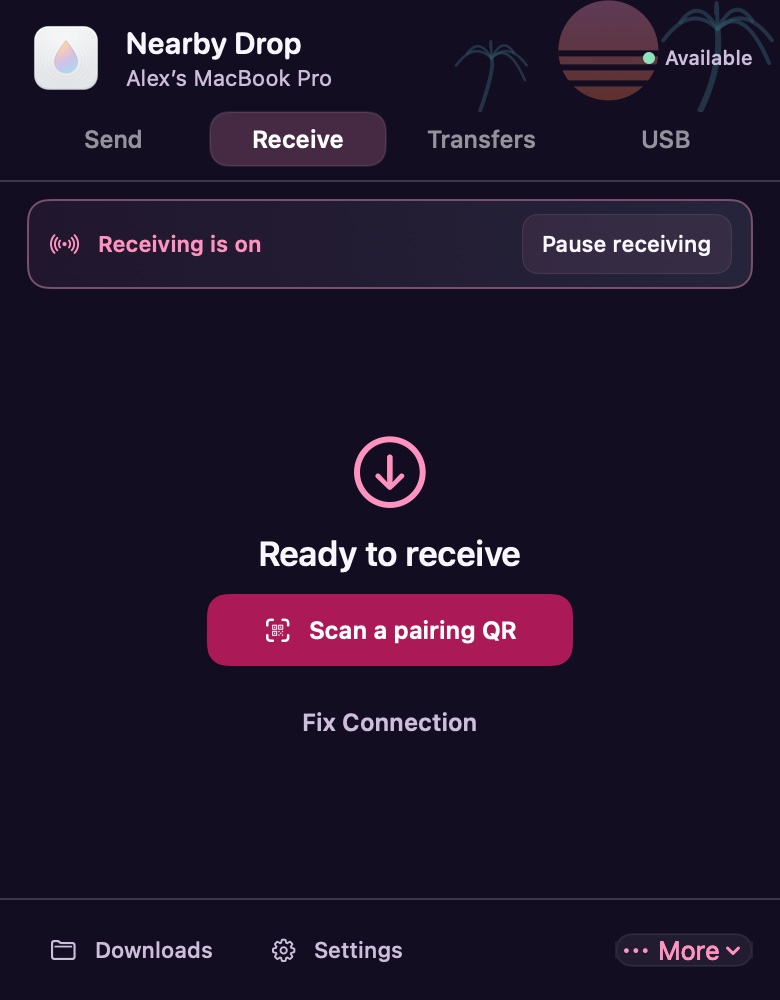 Nearby Drop
Alex’s MacBook Pro
Available
Send
Receive
Transfers
USB
Receiving is on
Pause receiving
Ready to receive
Scan a pairing QR
Fix Connection
Downloads
Settings
More